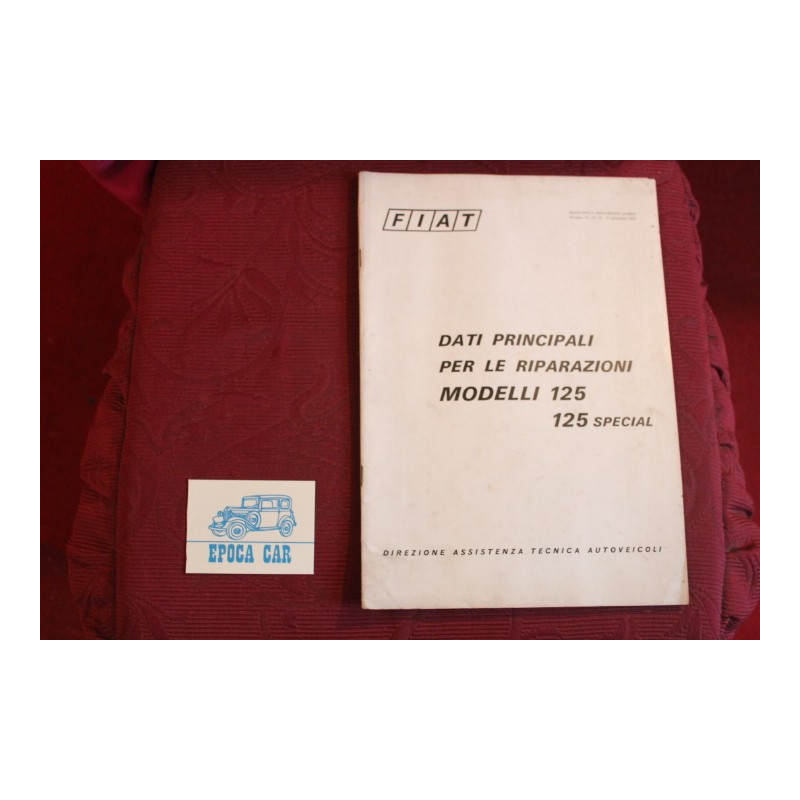 FIAT
DATI PRINCIPALI
PER LE RIPARAZIONI
MODELLI 125
125 SPECIAL
DIREZIONE ASSISTENZA TECNICA AUTOVEICOLI
EPOCA CAR